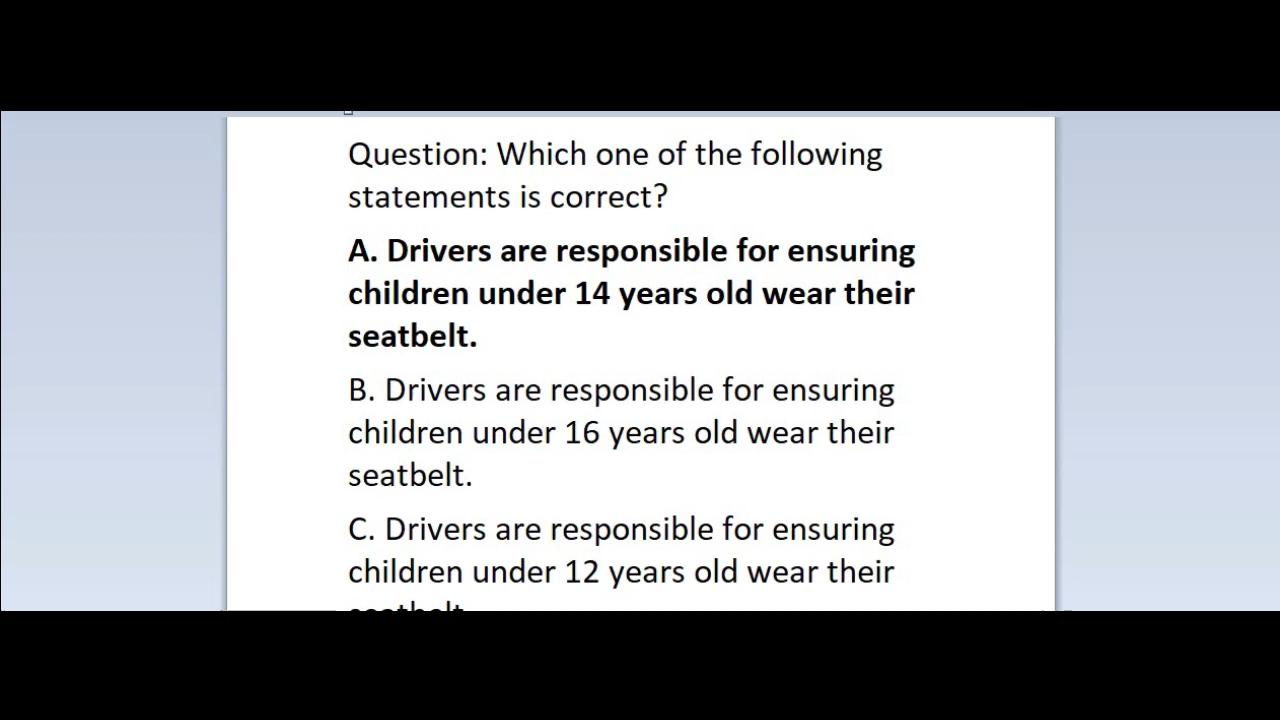 Question: Which one of the following
statements is correct?
A. Drivers are responsible for ensuring
children under 14 years old wear their
seatbelt.
B. Drivers are responsible for ensuring
children under 16 years old wear their
seatbelt.
C. Drivers are responsible for ensuring
children under 12 years old wear their
seatbelt